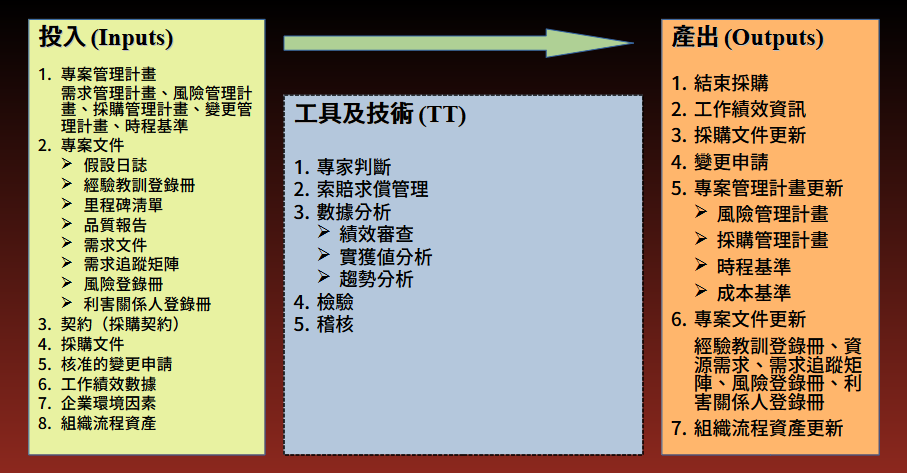 投入 (Inputs)
1. 專案管理計畫
需求管理計畫、風險管理計
畫、採購管理計畫、變更管
理計畫、時程基準
2. 專案文件
➢ 假設日誌
➢ 經驗教訓登錄冊
➢ 里程碑清單
➢ 品質報告
➢ 需求文件
➢ 需求追蹤矩陣
➢ 風險登錄冊
➢ 利害關係人登錄冊
3. 契約（採購契約）
4. 採購文件
5. 核准的變更申請
6. 工作績效數據
7. 企業環境因素
8. 組織流程資產
工具及技術 (TT)
1. 專家判斷
2. 索賠求償管理
3. 數據分析
➢ 績效審查
➢ 實獲值分析
➢ 趨勢分析
4. 檢驗
5. 稽核
產出 (Outputs)
1. 結束採購
2. 工作績效資訊
3. 採購文件更新
4. 變更申請
5. 專案管理計畫更新
➢ 風險管理計畫
➢ 採購管理計畫
➢ 時程基準
➢ 成本基準
6. 專案文件更新
經驗教訓登錄冊、資
源需求、需求追蹤矩
陣、風險登錄冊、利
害關係人登錄冊
7. 組織流程資產更新